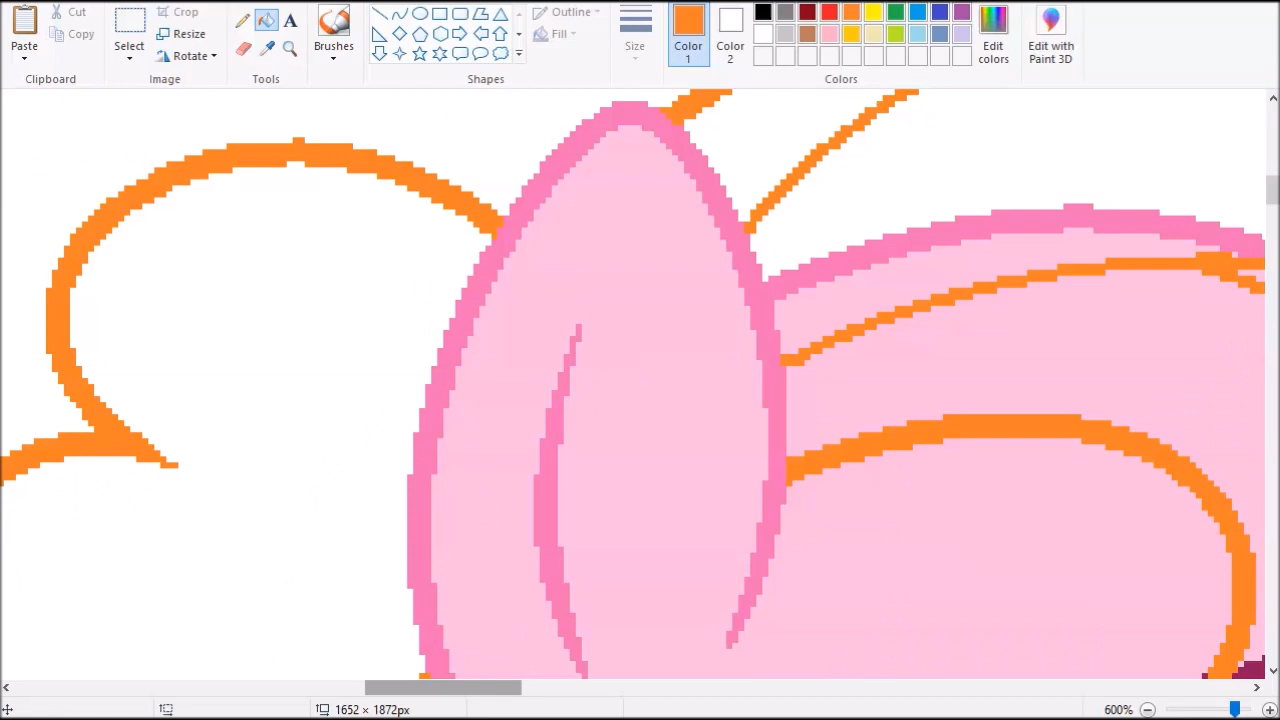 Cut
Crop
Copy
Resize
A
Outline
Fill
Paste
Select
Rotate
Brushes
Size
Color
1
Color
2
Edit
colors
Edit with
Paint 3D
Clipboard
Image
Tools
Shapes
Colors
1652 × 1872px
600%